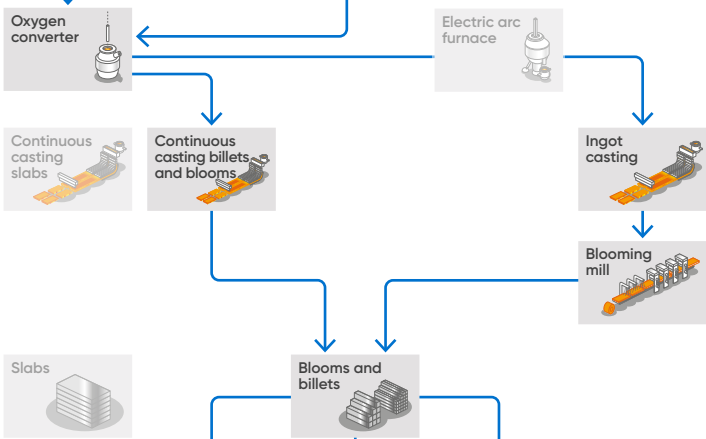 Oxygen
converter
Electric arc
furnace
Continuous
casting
slabs
Continuous
casting billets
and blooms
Ingot
casting
Blooming
mill
Slabs
Blooms and
billets